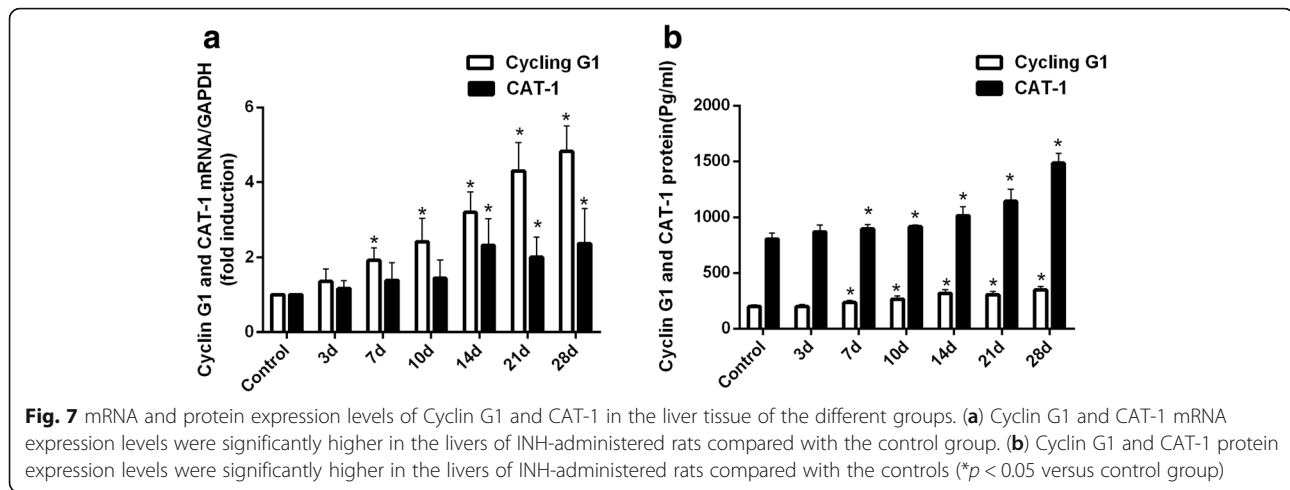 a
Cycling G1
CAT-1
Cyclin G1 and CAT-1 mRNA/GAPDH
(fold induction)
6
4
2
0
* * * * * * * *
Control 3d 7d 10d 14d 21d 28d
b
Cycling G1
CAT-1
Cyclin G1 and CAT-1 protein(Pg/ml)
2000
1500
1000
500
0
* * * * * * * * * *
Control 3d 7d 10d 14d 21d 28d
Fig. 7 mRNA and protein expression levels of Cyclin G1 and CAT-1 in the liver tissue of the different groups. (a) Cyclin G1 and CAT-1 mRNA
expression levels were significantly higher in the livers of INH-administered rats compared with the control group. (b) Cyclin G1 and CAT-1 protein
expression levels were significantly higher in the livers of INH-administered rats compared with the controls (*p < 0.05 versus control group)